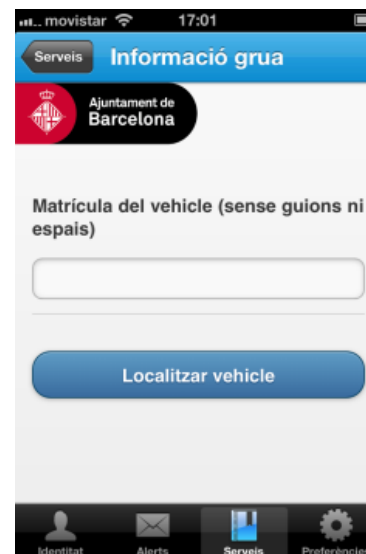 movistar 17:01
Serveis Informació grua
Ajuntament de
Barcelona
Matrícula del vehicle (sense guions ni
espais)
Localitzar vehicle
Identitat Alerts Serveis Preferències